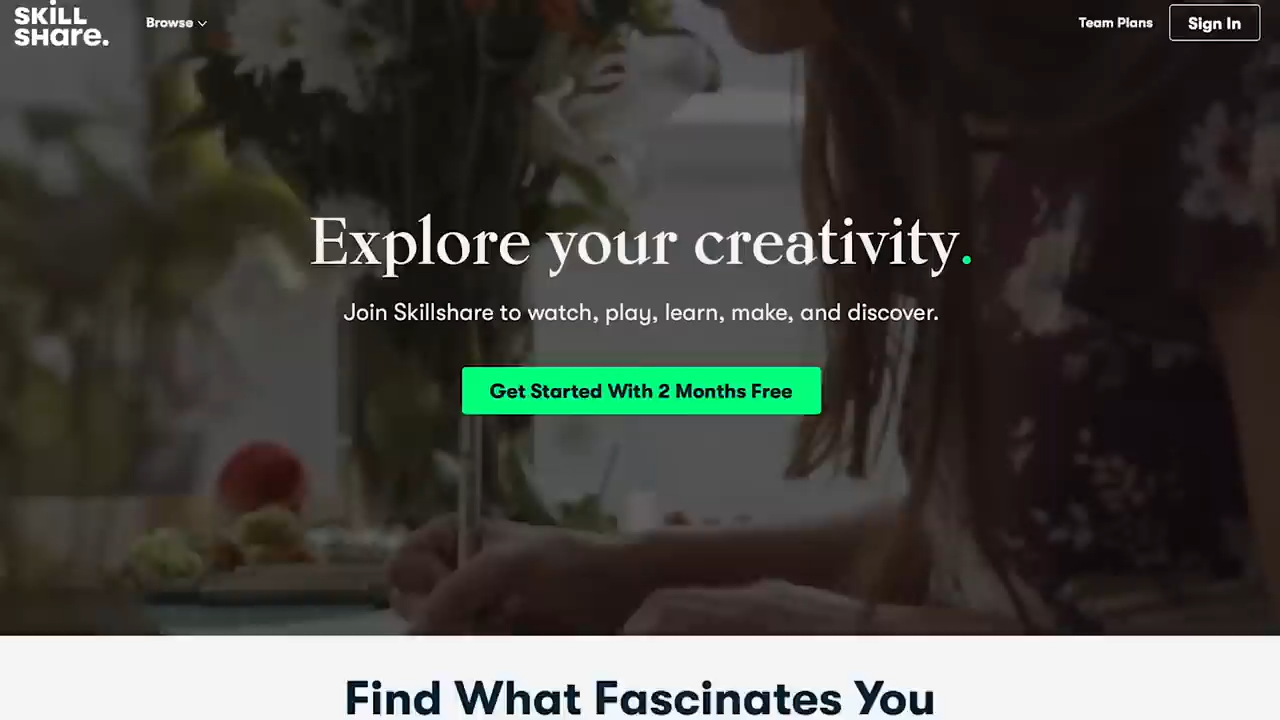 SKiLL
SHare.
Browse
Team Plans
Sign In
Explore your creativity.
Join Skillshare to watch, play, learn, make, and discover.
Get Started With 2 Months Free
Find What Fascinates You